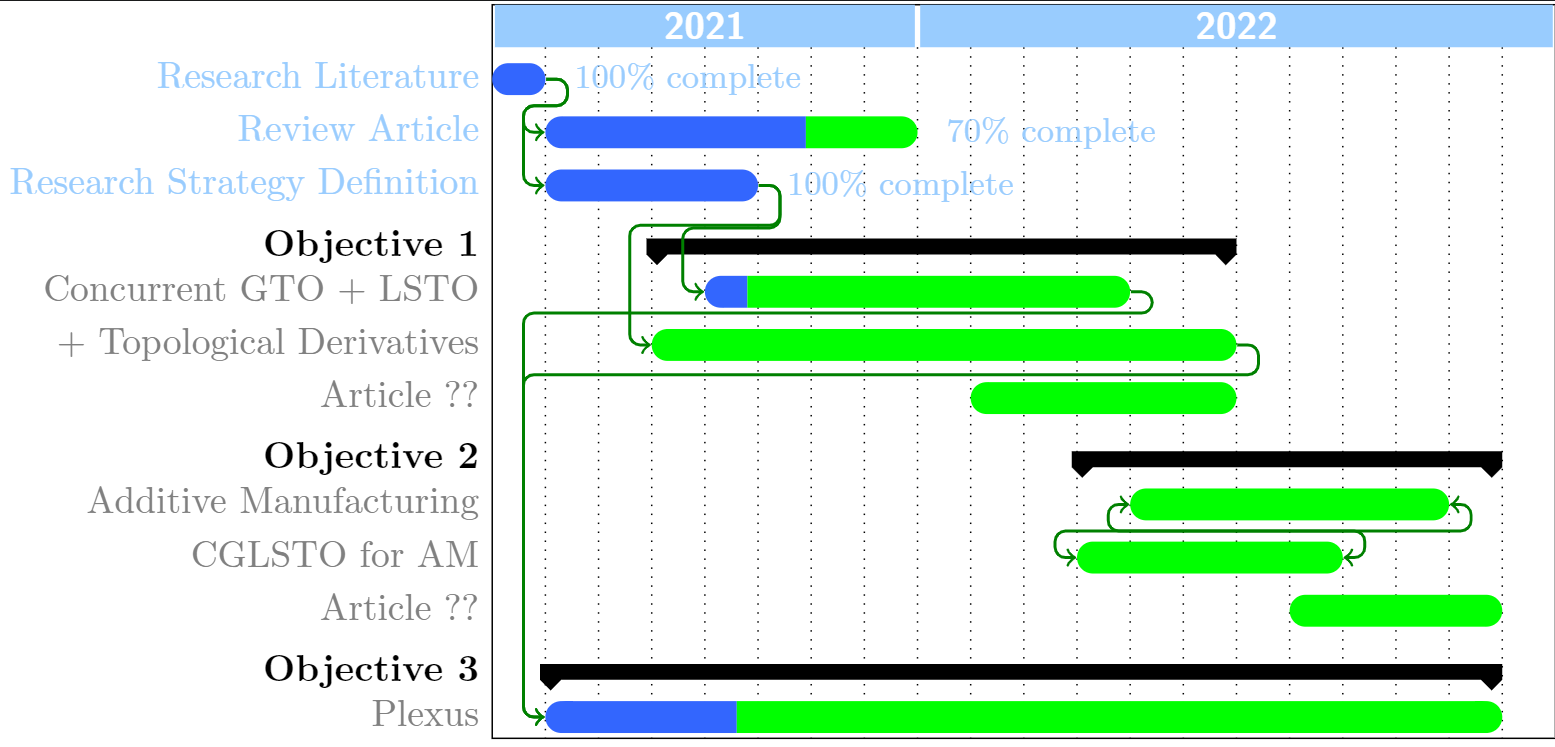 2021 2022
Research Literature 100% complete
Review Article 70% complete
Research Strategy Definition 100% complete
Objective 1
Concurrent GTO + LSTO
+ Topological Derivatives
Article ??
Objective 2
Additive Manufacturing
CGLSTO for AM
Article ??
Objective 3
Plexus